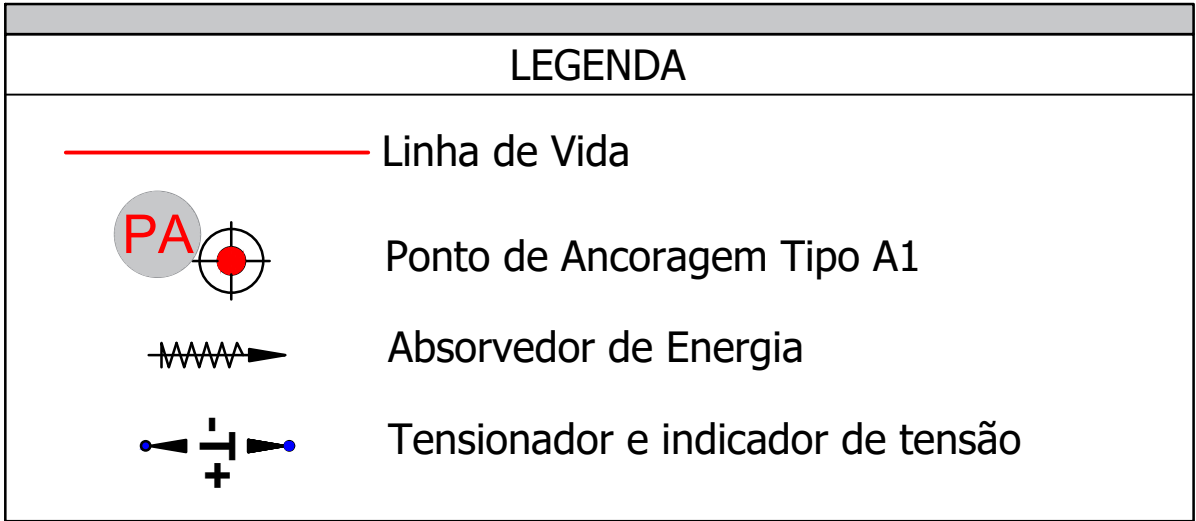 LEGENDA
Linha de Vida
PA
Ponto de Ancoragem Tipo A1
Absorvedor de Energia
-
+
Tensionador e indicador de tensão